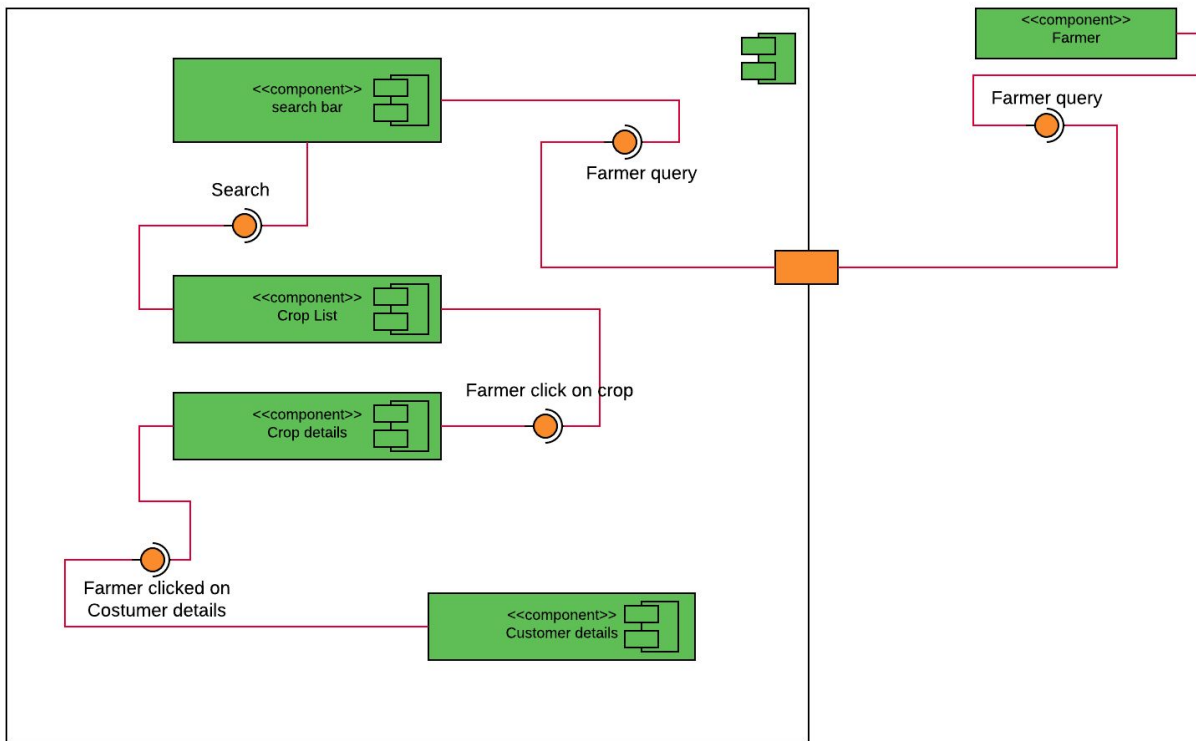 <<component>>
search bar
Search
Farmer query
<<component>>
Crop List
Farmer click on crop
<<component>>
Crop details
Farmer clicked on
Costumer details
<<component>>
Customer details
<<component>>
Farmer
Farmer query